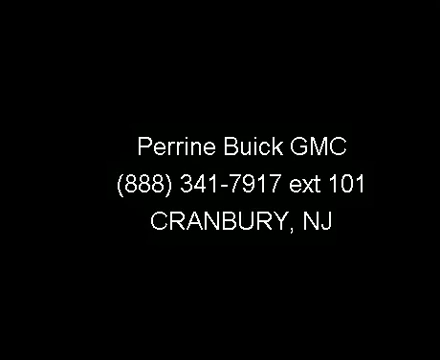 Perrine Buick GMC
(888) 341-7917 ext 101
CRANBURY, NJ